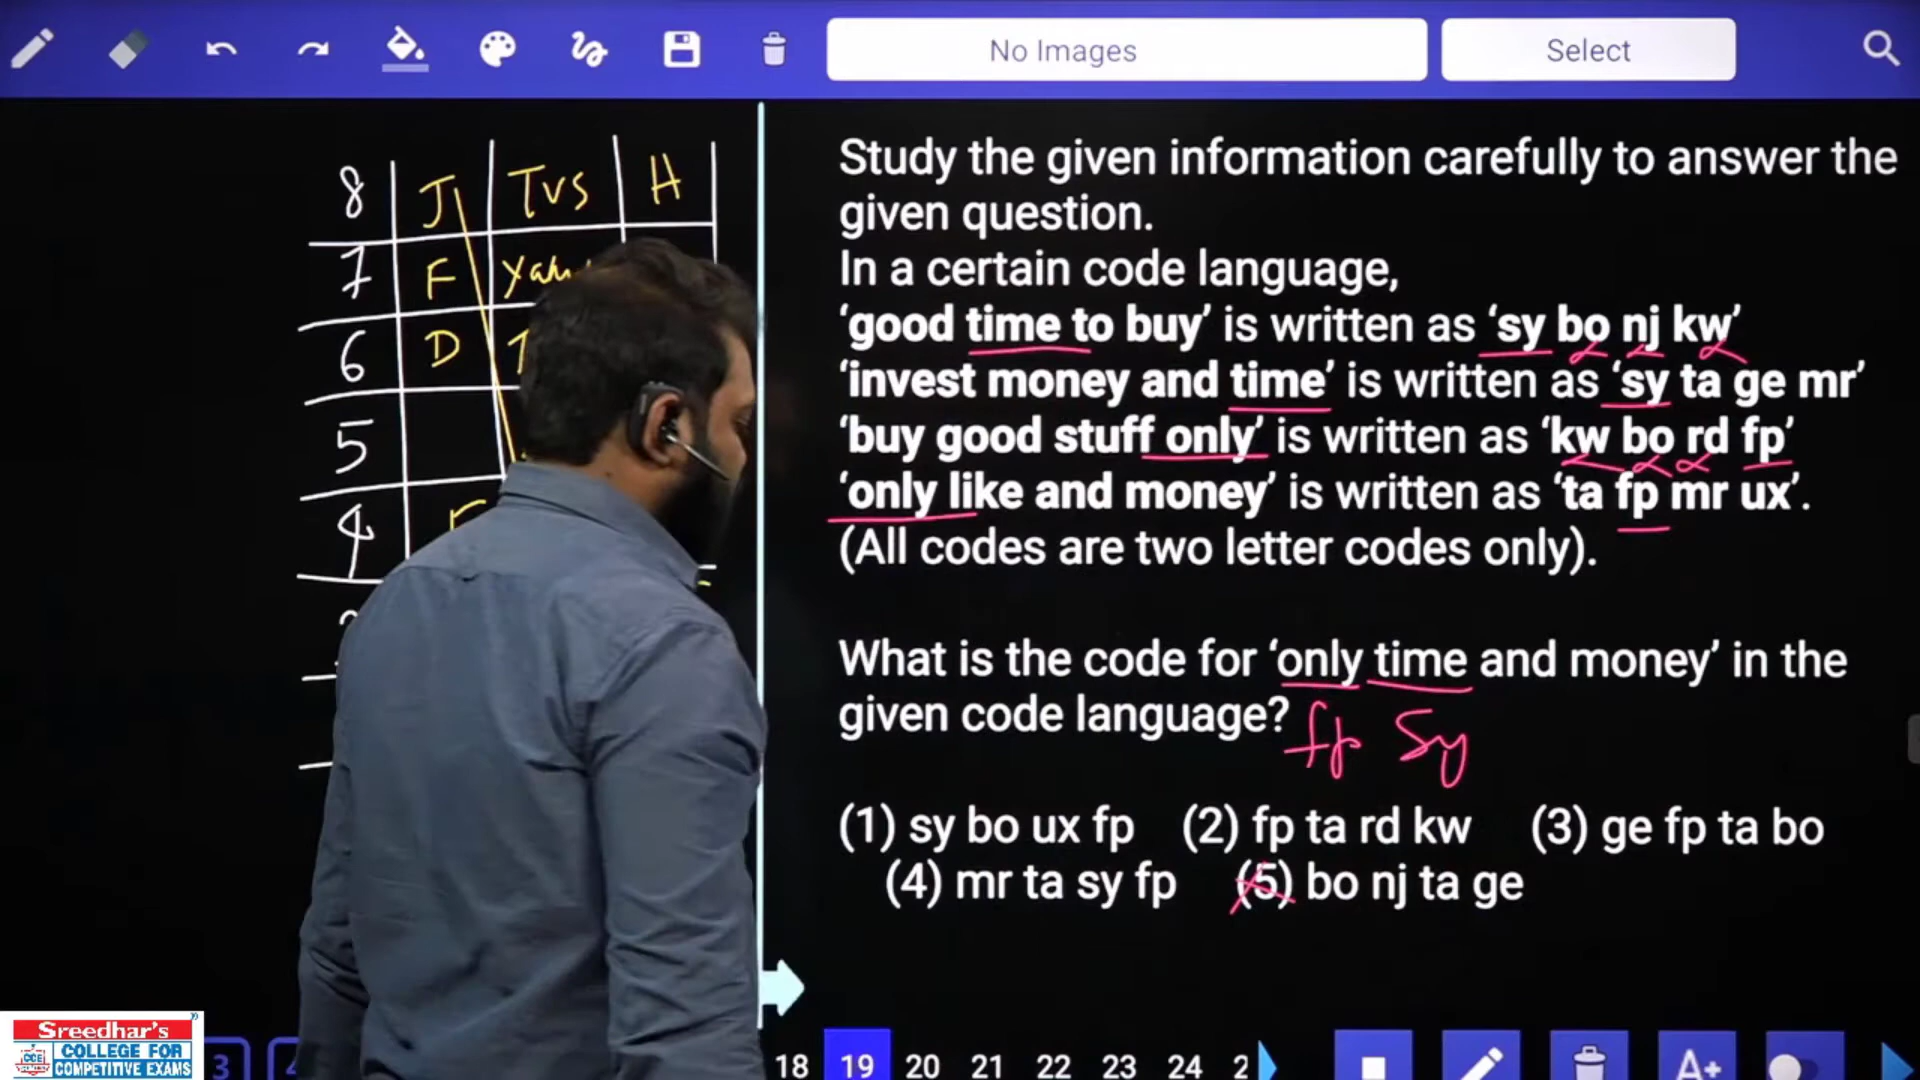 No Images
Select
8 J TVS H
7 F
6 D
5
4
Study the given information carefully to answer the
given question.
In a certain code language,
‘good time to buy’ is written as ‘sy bo nj kw’
‘invest money and time’ is written as ‘sy ta ge mr’
‘buy good stuff only’ is written as ‘kw bo rd fp’
‘only like and money’ is written as ‘ta fp mr ux’.
(All codes are two letter codes only).
What is the code for ‘only time and money’ in the
given code language?
fp sy
(1) sy bo ux fp (2) fp ta rd kw (3) ge fp ta bo
(4) mr ta sy fp (5) bo nj ta ge
Sreedhar's
CCE
COLLEGE FOR
COMPETITIVE EXAMS
3 18 19 20 21 22 23 24 2 A+